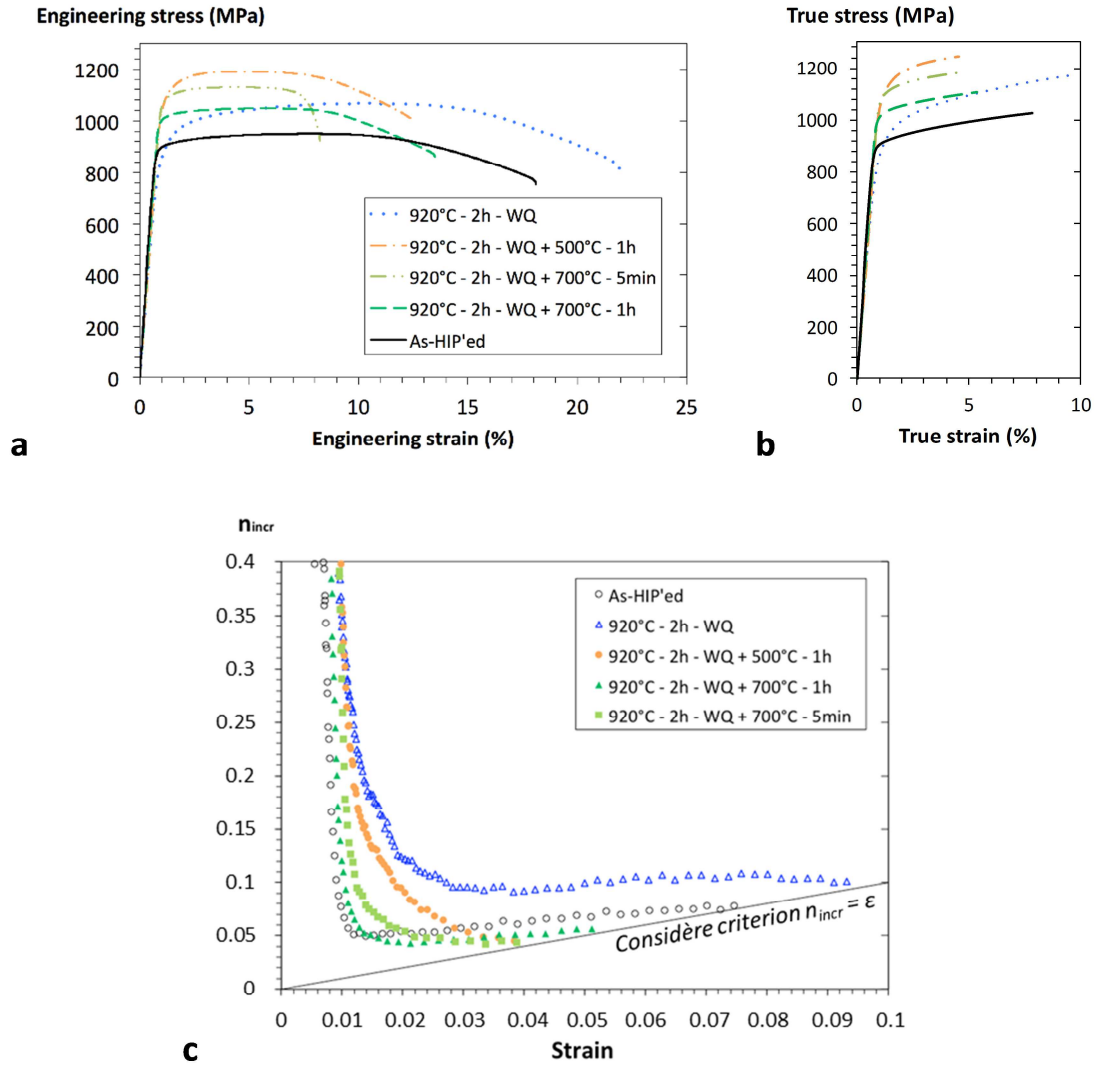 Engineering stress (MPa)
1200
1000
800
600
400
200
0
0 5 10 15 20 25
Engineering strain (%)
920°C - 2h - WQ
920°C - 2h - WQ + 500°C - 1h
920°C - 2h - WQ + 700°C - 5min
920°C - 2h - WQ + 700°C - 1h
As-HIP'ed
a
True stress (MPa)
1200
1000
800
600
400
200
0
0 5 10
True strain (%)
b
nincr
0.4
0.35
0.3
0.25
0.2
0.15
0.1
0.05
0
0 0.01 0.02 0.03 0.04 0.05 0.06 0.07 0.08 0.09 0.1
Strain
As-HIP'ed
920°C - 2h - WQ
920°C - 2h - WQ + 500°C - 1h
920°C - 2h - WQ + 700°C - 1h
920°C - 2h - WQ + 700°C - 5min
Considère criterion nincr = ε
c